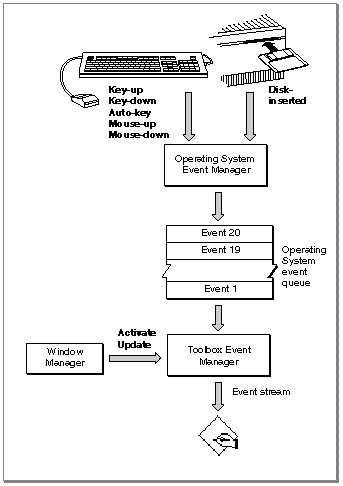 Key-up
Key-down
Auto-key
Mouse-up
Mouse-down
Disk-
inserted
Operating System
Event Manager
Event 20
Event 19
Event 1
Operating
System
event
queue
Activate
Update
Window
Manager
Toolbox Event
Manager
Event stream